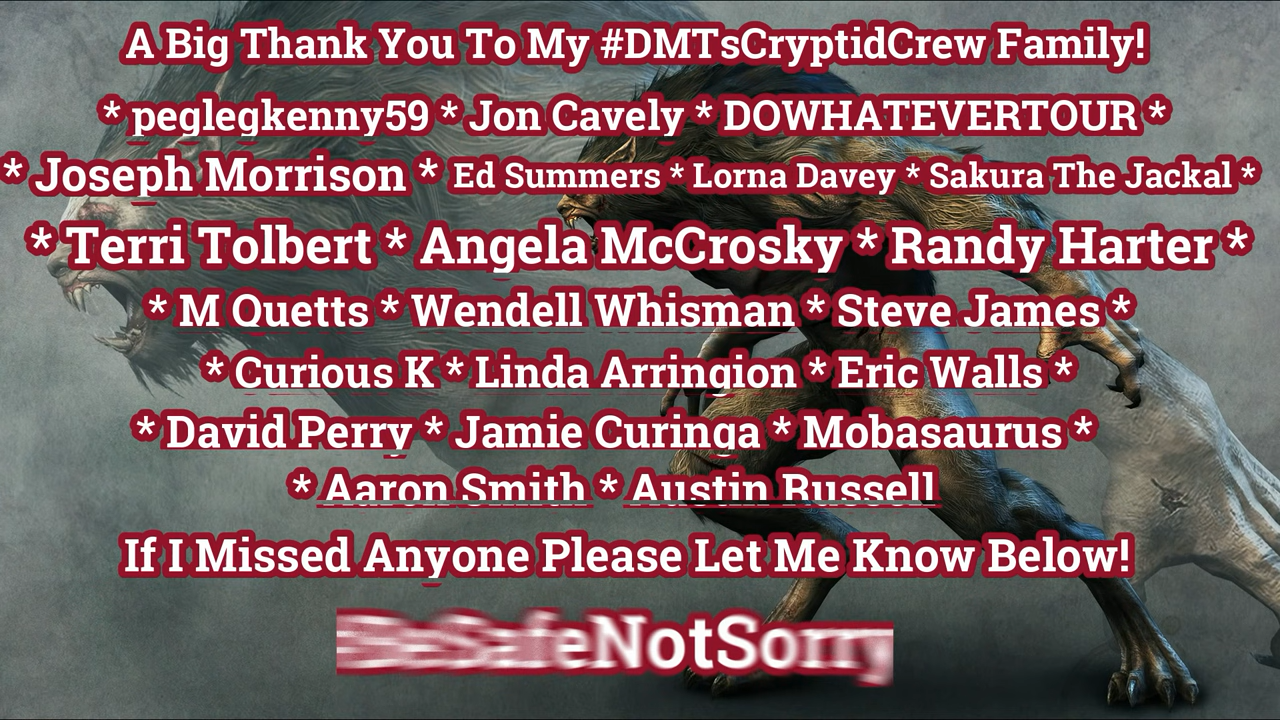 A Big Thank You To My #DMTsCryptidCrew Family!
* peglegkenny59 * Jon Cavely * DOWHATEVERTOUR *
* Joseph Morrison * Ed Summers * Lorna Davey * Sakura The Jackal *
* Terri Tolbert * Angela McCrosky * Randy Harter *
* M Quetts * Wendell Whisman * Steve James *
* Curious K * Linda Arringion * Eric Walls *
* David Perry * Jamie Curinga * Mobasaurus *
* Aaron Smith * Austin Russell
If I Missed Anyone Please Let Me Know Below!
BeSafeNotSorry